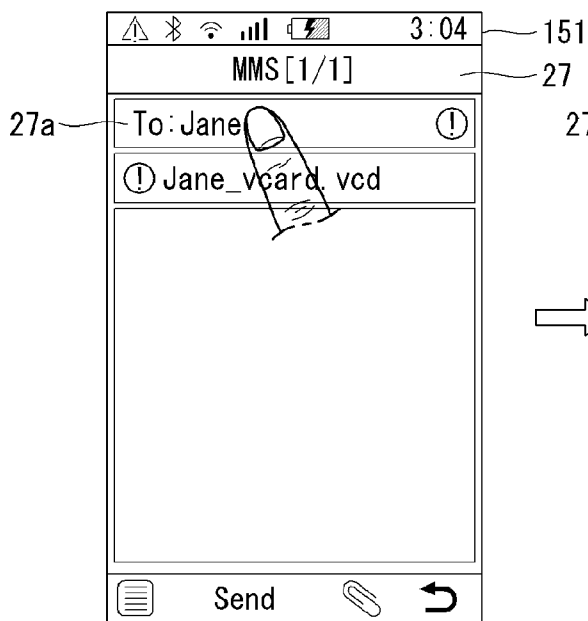 3:04
151
MMS[1/1]
27
27a
To:Jane
27
Jane_vcard.vcd
Send